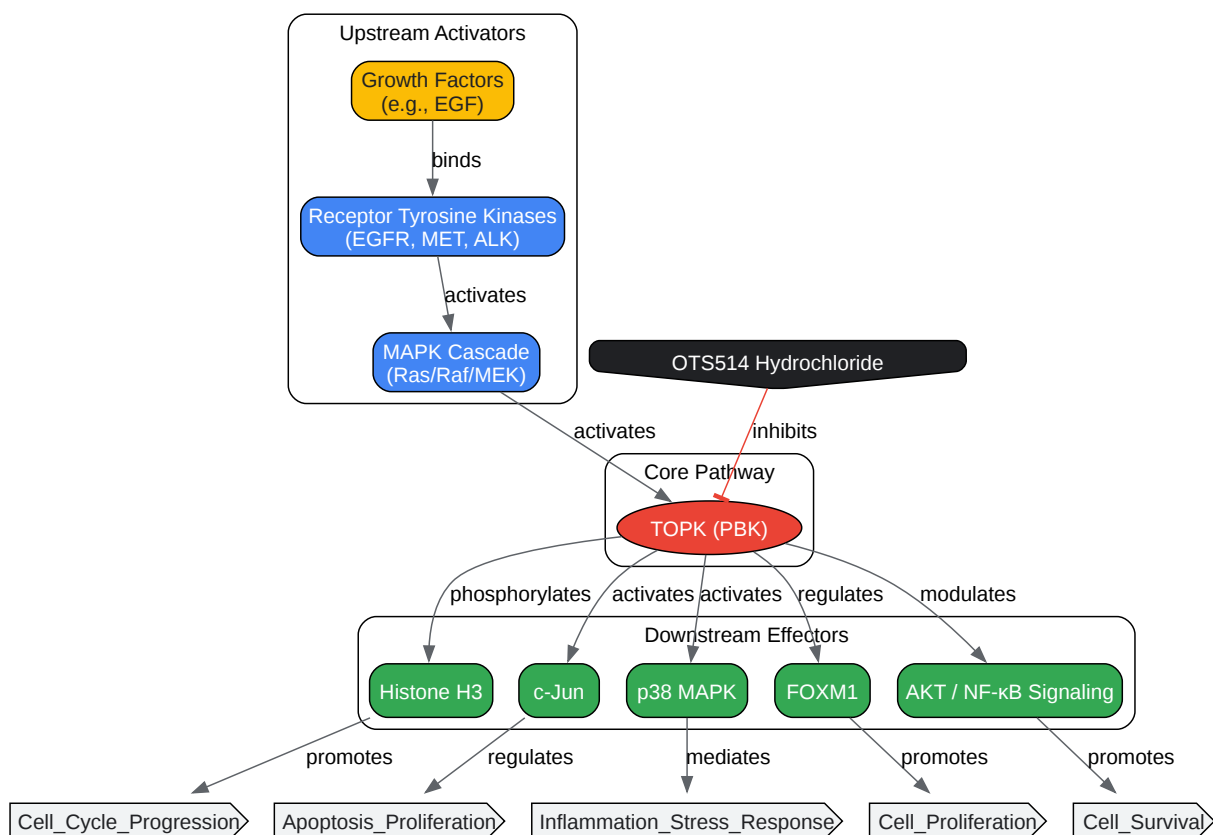 Upstream Activators
Growth Factors
(e.g., EGF)
binds
Receptor Tyrosine Kinases
(EGFR, MET, ALK)
activates
MAPK Cascade
(Ras/Raf/MEK)
OTS514 Hydrochloride
activates
inhibits
Core Pathway
TOPK (PBK)
phosphorylates
activates
activates
regulates
modulates
Downstream Effectors
Histone H3
c-Jun
p38 MAPK
FOXM1
AKT / NF-κB Signaling
promotes
regulates
mediates
promotes
promotes
Cell_Cycle_Progression
Apoptosis_Proliferation
Inflammation_Stress_Response
Cell_Proliferation
Cell_Survival